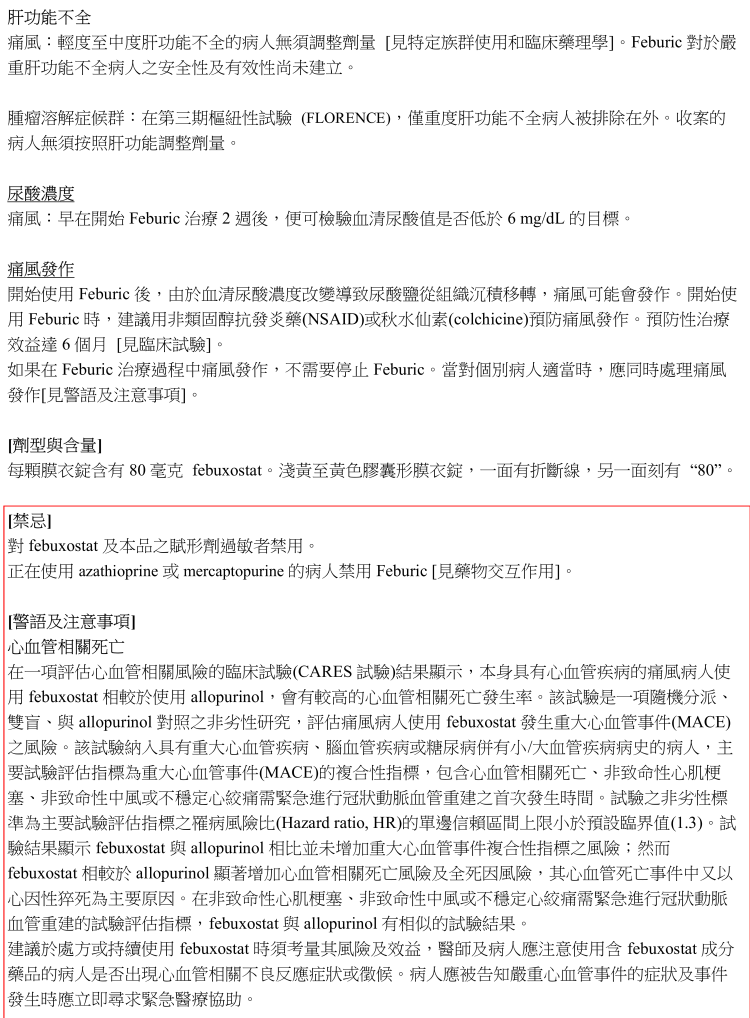 肝功能不全
痛風：輕度至中度肝功能不全的病人無須調整劑量 [見特定族群使用和臨床藥理學]。Feburic 對於嚴
重肝功能不全病人之安全性及有效性尚未建立。
腫瘤溶解症候群：在第三期樞紐性試驗 (FLORENCE)，僅重度肝功能不全病人被排除在外。收案的
病人無須按照肝功能調整劑量。
尿酸濃度
痛風：早在開始 Feburic 治療 2 週後，便可檢驗血清尿酸值是否低於 6 mg/dL 的目標。
痛風發作
開始使用 Feburic 後，由於血清尿酸濃度改變導致尿酸鹽從組織沉積移轉，痛風可能會發作。開始使
用 Feburic 時，建議用非類固醇抗發炎藥(NSAID)或秋水仙素(colchicine)預防痛風發作。預防性治療
效益達 6 個月 [見臨床試驗]。
如果在 Feburic 治療過程中痛風發作，不需要停止 Feburic。當對個別病人適當時，應同時處理痛風
發作[見警語及注意事項]。
[劑型與含量]
每顆膜衣錠含有 80 毫克 febuxostat。淺黃至黃色膠囊形膜衣錠，一面有折斷線，另一面刻有 “80”。
[禁忌]
對 febuxostat 及本品之賦形劑過敏者禁用。
正在使用 azathioprine 或 mercaptopurine 的病人禁用 Feburic [見藥物交互作用]。
[警語及注意事項]
心血管相關死亡
在一項評估心血管相關風險的臨床試驗(CARES 試驗)結果顯示，本身具有心血管疾病的痛風病人使
用 febuxostat 相較於使用 allopurinol，會有較高的心血管相關死亡發生率。該試驗是一項隨機分派、
雙盲、與 allopurinol 對照之非劣性研究，評估痛風病人使用 febuxostat 發生重大心血管事件(MACE)
之風險。該試驗納入具有重大心血管疾病、腦血管疾病或糖尿病併有小/大血管疾病病史的病人，主
要試驗評估指標為重大心血管事件(MACE)的複合性指標，包含心血管相關死亡、非致命性心肌梗
塞、非致命性中風或不穩定心絞痛需緊急進行冠狀動脈血管重建之首次發生時間。試驗之非劣性標
準為主要試驗評估指標之罹病風險比(Hazard ratio, HR)的單邊信賴區間上限小於預設臨界值(1.3)。試
驗結果顯示 febuxostat 與 allopurinol 相比並未增加重大心血管事件複合性指標之風險；然而
febuxostat 相較於 allopurinol 顯著增加心血管相關死亡風險及全死因風險，其心血管死亡事件中又以
心因性猝死為主要原因。在非致命性心肌梗塞、非致命性中風或不穩定心絞痛需緊急進行冠狀動脈
血管重建的試驗評估指標，febuxostat 與 allopurinol 有相似的試驗結果。
建議於處方或持續使用 febuxostat 時須考量其風險及效益，醫師及病人應注意使用含 febuxostat 成分
藥品的病人是否出現心血管相關不良反應症狀或徵候。病人應被告知嚴重心血管事件的症狀及事件
發生時應立即尋求緊急醫療協助。